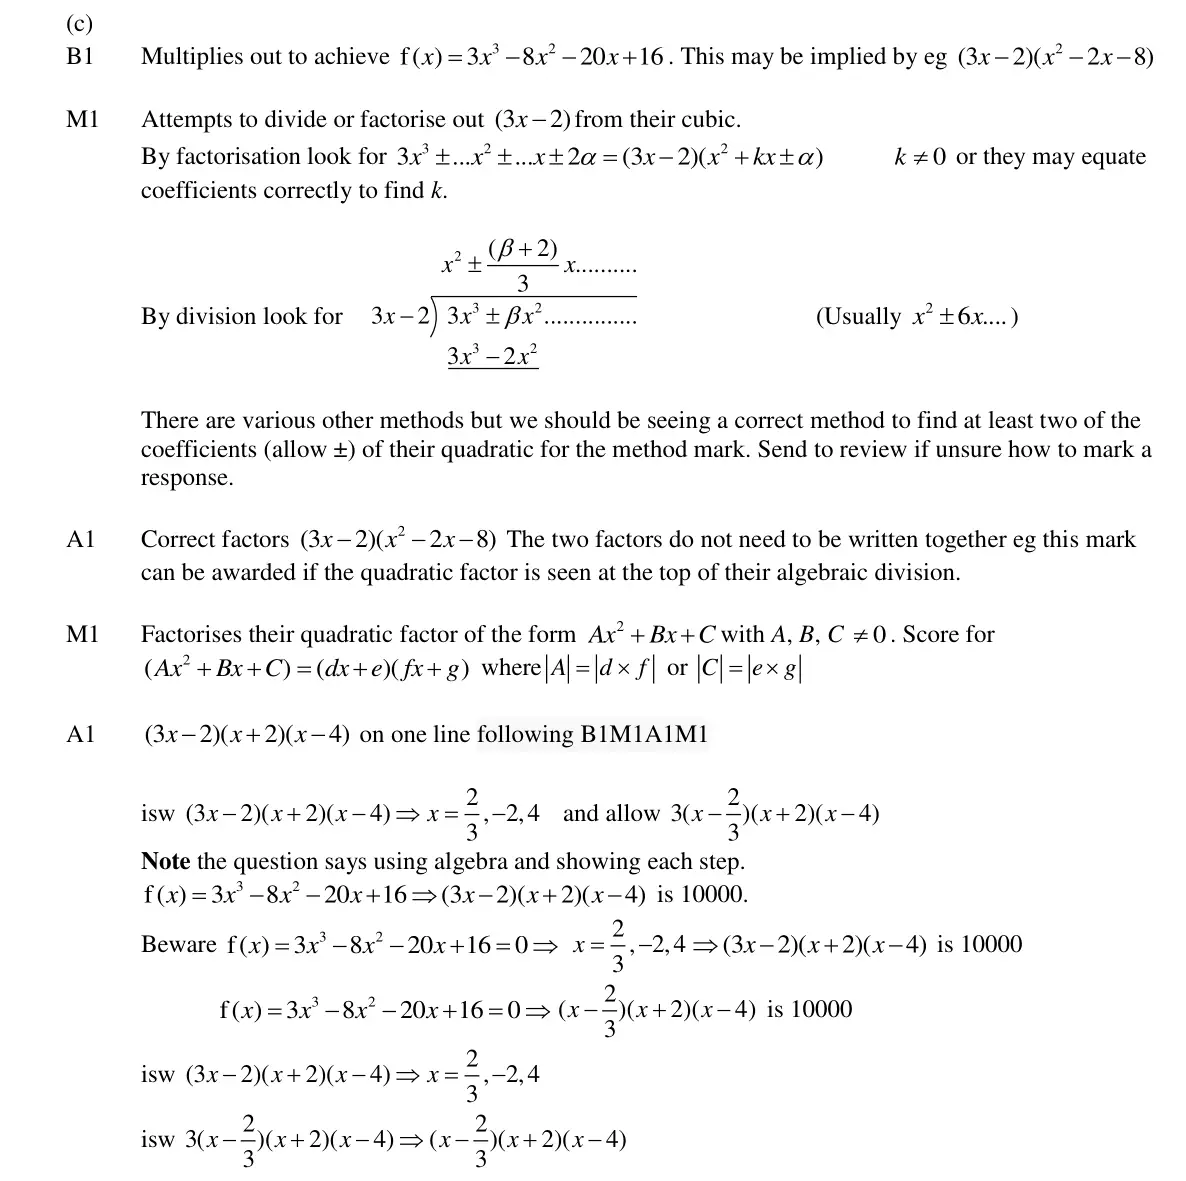 (c)
B1 Multiplies out to achieve f(x) = 3x³ − 8x² − 20x + 16. This may be implied by eg (3x − 2)(x² − 2x − 8)
M1 Attempts to divide or factorise out (3x − 2) from their cubic.
By factorisation look for 3x³ ± ...x² ± ...x ± 2α = (3x − 2)(x² + kx ± α) k ≠ 0 or they may equate
coefficients correctly to find k.
x² ± (β + 2)/3 x..........
By division look for 3x − 2) 3x³ ± βx²............... (Usually x² ± 6x.... )
3x³ − 2x²
There are various other methods but we should be seeing a correct method to find at least two of the
coefficients (allow ±) of their quadratic for the method mark. Send to review if unsure how to mark a
response.
A1 Correct factors (3x − 2)(x² − 2x − 8) The two factors do not need to be written together eg this mark
can be awarded if the quadratic factor is seen at the top of their algebraic division.
M1 Factorises their quadratic factor of the form Ax² + Bx + C with A, B, C ≠ 0. Score for
(Ax² + Bx + C) = (dx + e)(fx + g) where |A| = |d × f| or |C| = |e × g|
A1 (3x − 2)(x + 2)(x − 4) on one line following B1M1A1M1
isw (3x − 2)(x + 2)(x − 4) ⇒ x = 2/3, −2, 4 and allow 3(x − 2/3)(x + 2)(x − 4)
Note the question says using algebra and showing each step.
f(x) = 3x³ − 8x² − 20x + 16 ⇒ (3x − 2)(x + 2)(x − 4) is 10000.
Beware f(x) = 3x³ − 8x² − 20x + 16 = 0 ⇒ x = 2/3, −2, 4 ⇒ (3x − 2)(x + 2)(x − 4) is 10000
f(x) = 3x³ − 8x² − 20x + 16 = 0 ⇒ (x − 2/3)(x + 2)(x − 4) is 10000
isw (3x − 2)(x + 2)(x − 4) ⇒ x = 2/3, −2, 4
isw 3(x − 2/3)(x + 2)(x − 4) ⇒ (x − 2/3)(x + 2)(x − 4)